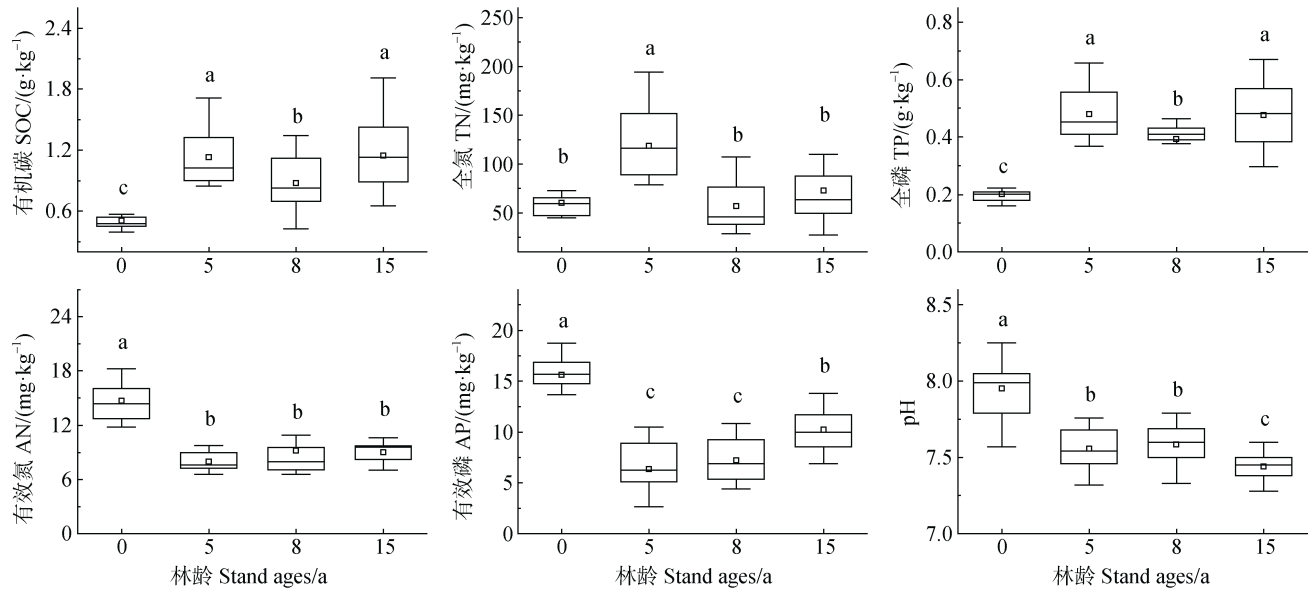 有机碳 SOC/(g·kg⁻¹)
2.4
1.8
1.2
0.6
c
a
b
a
0 5 8 15
全氮 TN/(mg·kg⁻¹)
250
200
150
100
50
b
a
b
b
0 5 8 15
全磷 TP/(g·kg⁻¹)
0.8
0.6
0.4
0.2
0.0
c
a
b
a
0 5 8 15
有效氮 AN/(mg·kg⁻¹)
24
18
12
6
0
a
b
b
b
0 5 8 15
林龄 Stand ages/a
有效磷 AP/(mg·kg⁻¹)
20
15
10
5
0
a
c
c
b
0 5 8 15
林龄 Stand ages/a
pH
8.5
8.0
7.5
7.0
a
b
b
c
0 5 8 15
林龄 Stand ages/a